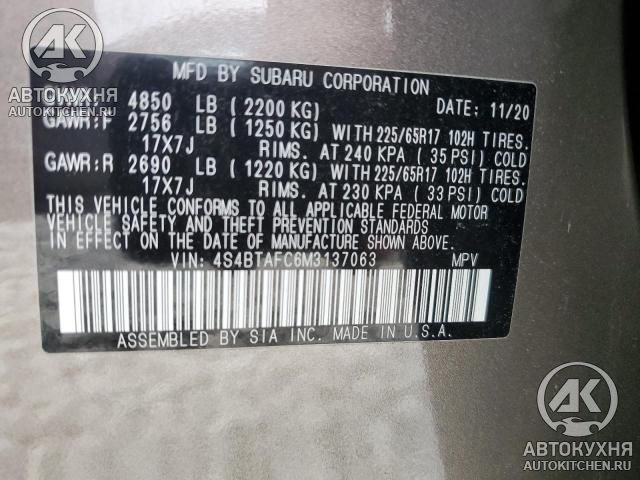 AK
АВТОКУХНЯ
AUTOKITCHEN.RU
MFD BY SUBARU CORPORATION
4850 LB (2200 KG) DATE: 11/20
GAWR:F 2756 LB (1250 KG) WITH 225/65R17 102H TIRES.
17X7J RIMS. AT 240 KPA (35 PSI) COLD
GAWR:R 2690 LB (1220 KG) WITH 225/65R17 102H TIRES.
17X7J RIMS. AT 230 KPA (33 PSI) COLD
THIS VEHICLE CONFORMS TO ALL APPLICABLE FEDERAL MOTOR
VEHICLE SAFETY AND THEFT PREVENTION STANDARDS
IN EFFECT ON THE DATE OF MANUFACTURE SHOWN ABOVE.
VIN: 4S4BTAFC6M3137063 MPV
ASSEMBLED BY SIA INC. MADE IN U.S.A.
AK
АВТОКУХНЯ
AUTOKITCHEN.RU